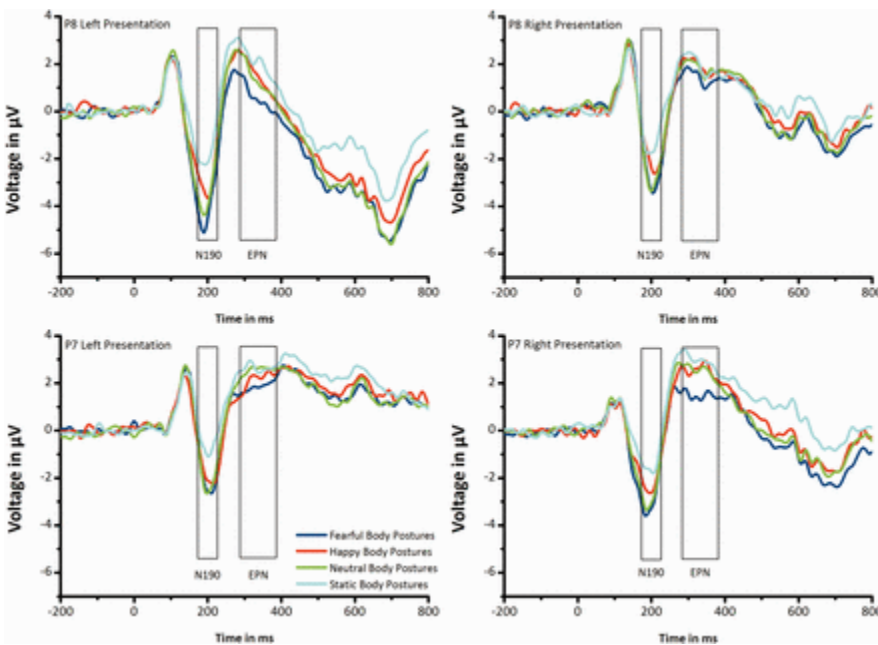 P8 Left Presentation
4
2
0
-2
-4
-6
Voltage in µV
N190
EPN
-200
0
200
400
600
800
Time in ms
P8 Right Presentation
4
2
0
-2
-4
-6
Voltage in µV
N190
EPN
-200
0
200
400
600
800
Time in ms
P7 Left Presentation
4
2
0
-2
-4
-6
Voltage in µV
N190
EPN
Fearful Body Postures
Happy Body Postures
Neutral Body Postures
Static Body Postures
-200
0
200
400
600
800
Time in ms
P7 Right Presentation
4
2
0
-2
-4
-6
Voltage in µV
N190
EPN
-200
0
200
400
600
800
Time in ms